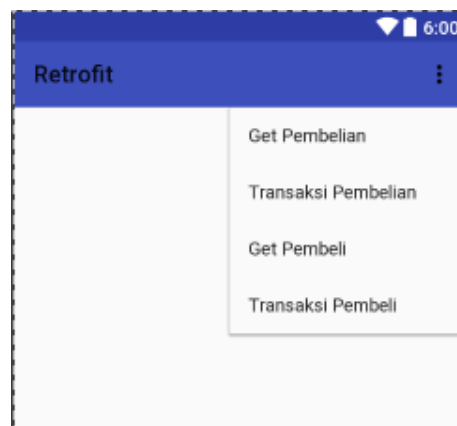 6:00
Retrofit
Get Pembelian
Transaksi Pembelian
Get Pembeli
Transaksi Pembeli